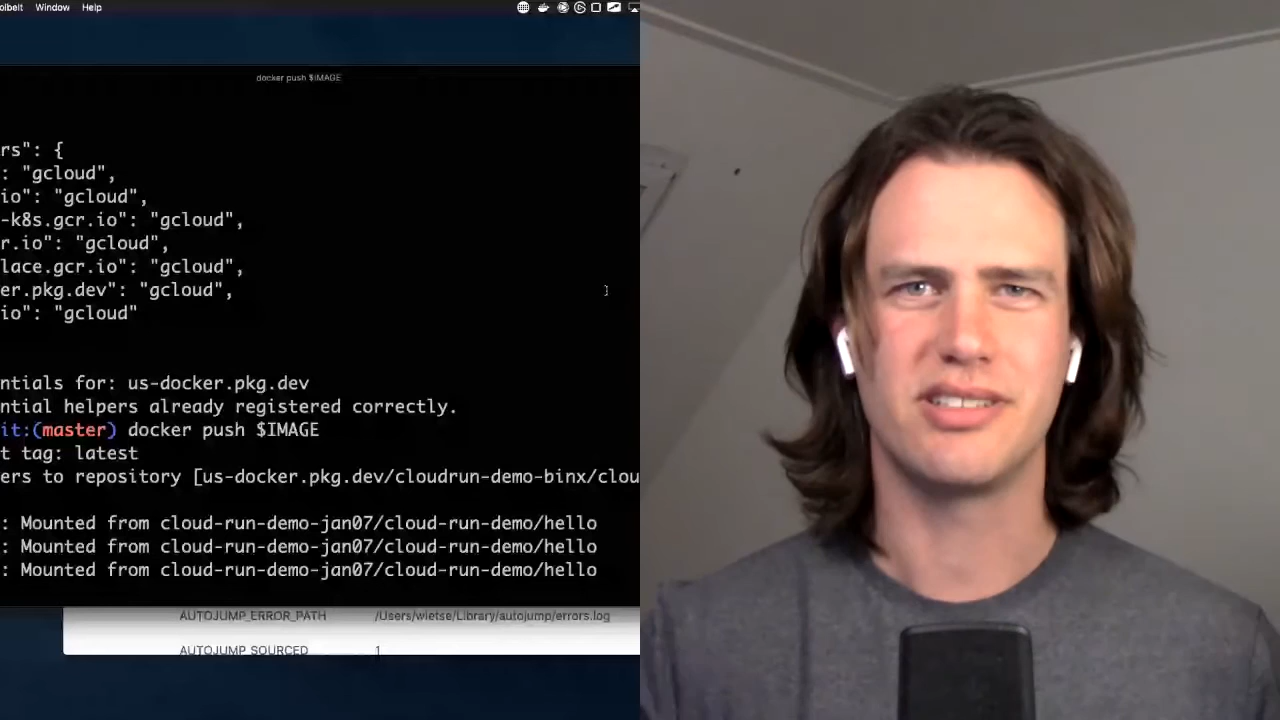 olbelt Window Help
docker push $IMAGE
rs": {
: "gcloud",
io": "gcloud",
-k8s.gcr.io": "gcloud",
r.io": "gcloud",
lace.gcr.io": "gcloud",
er.pkg.dev": "gcloud",
io": "gcloud"
ntials for: us-docker.pkg.dev
ntial helpers already registered correctly.
it:(master) docker push $IMAGE
t tag: latest
ers to repository [us-docker.pkg.dev/cloudrun-demo-binx/clou
: Mounted from cloud-run-demo-jan07/cloud-run-demo/hello
: Mounted from cloud-run-demo-jan07/cloud-run-demo/hello
: Mounted from cloud-run-demo-jan07/cloud-run-demo/hello
AUTOJUMP_ERROR_PATH /Users/wietse/Library/autojump/errors.log
AUTOJUMP_SOURCED 1